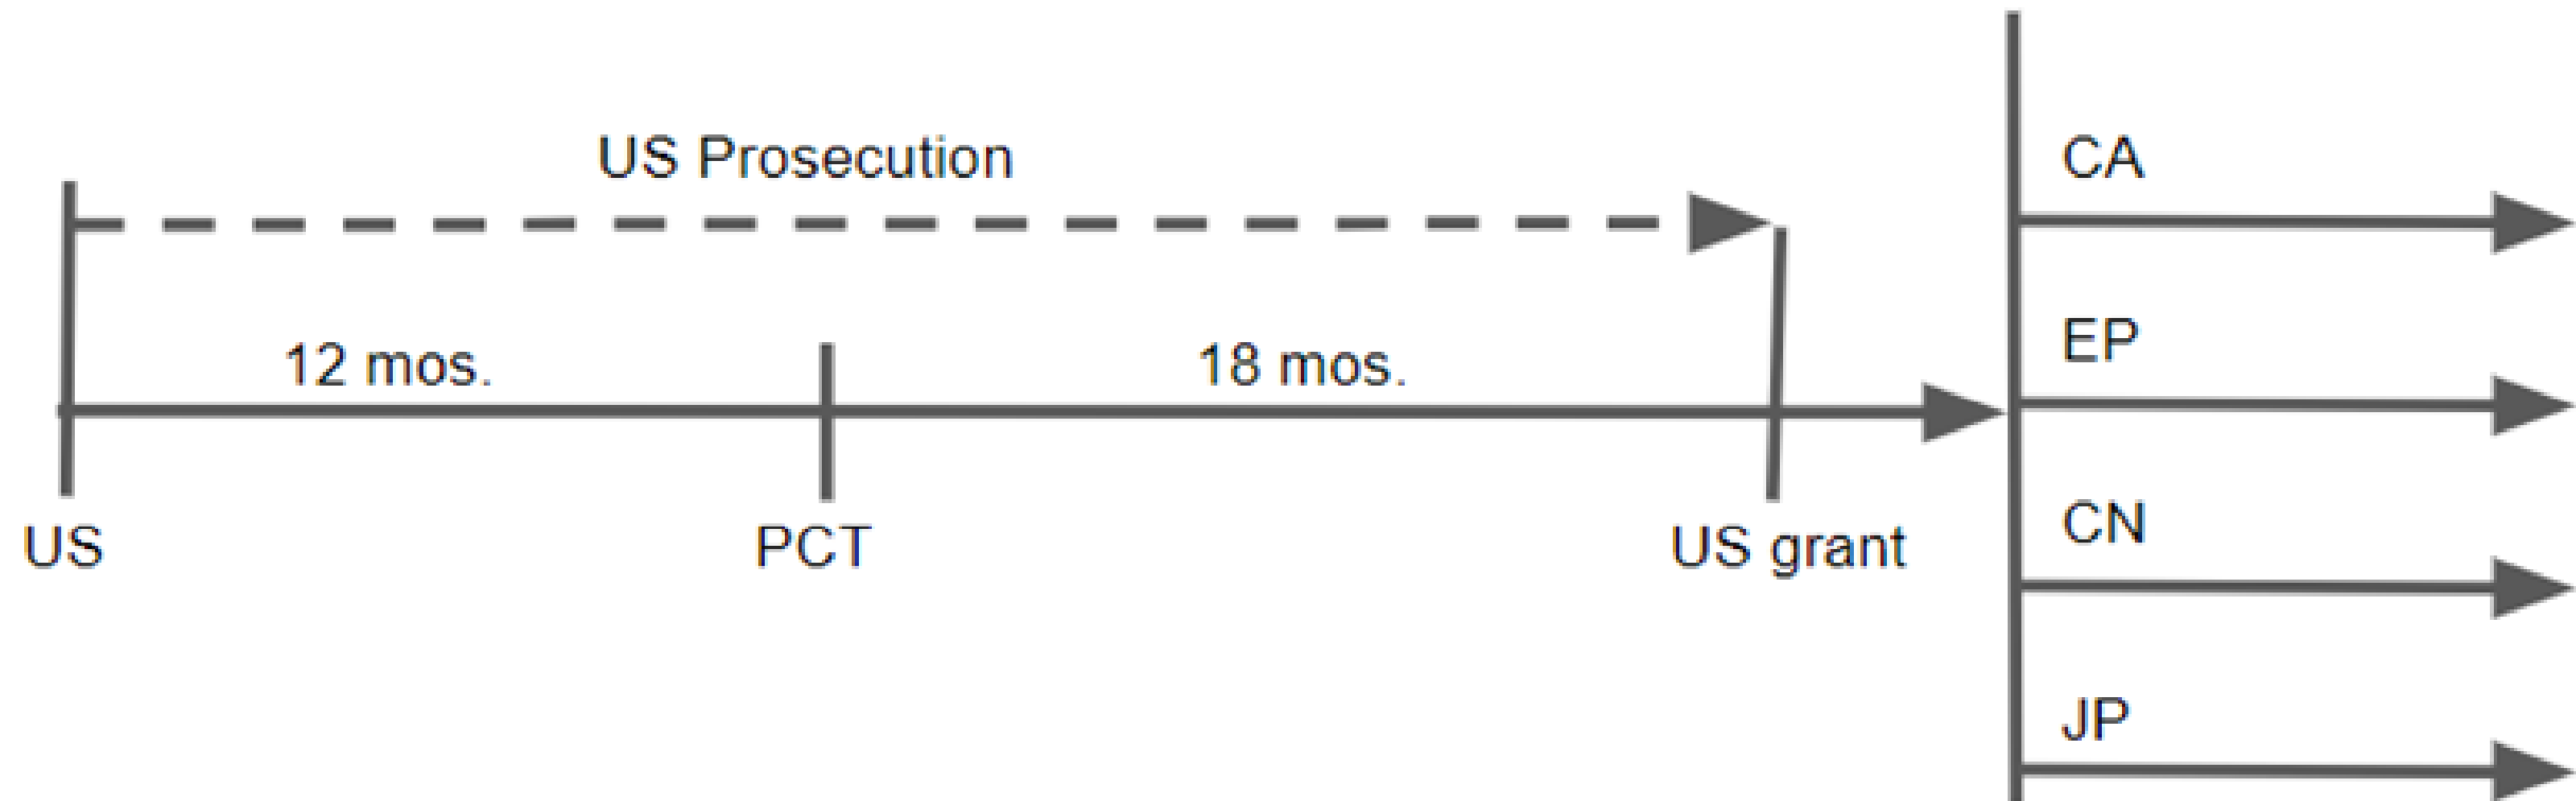 US Prosecution
12 mos.
18 mos.
US
PCT
US grant
CA
EP
CN
JP